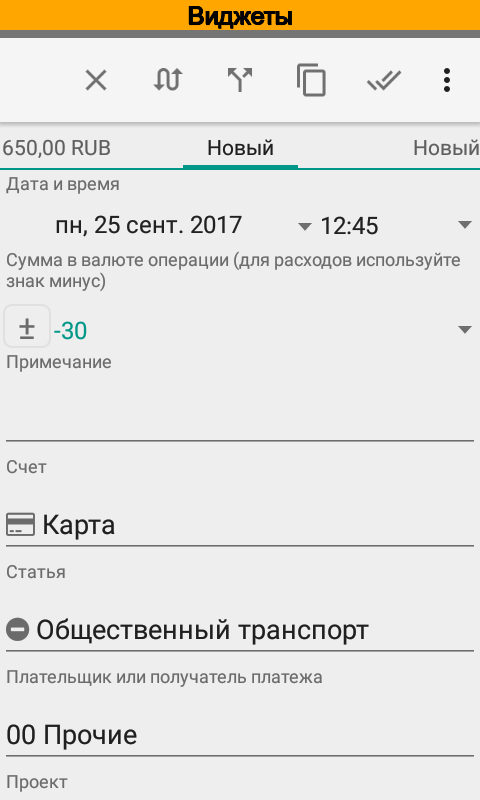 Виджеты
650,00 RUB Новый Новый
Дата и время
пн, 25 сент. 2017 12:45
Сумма в валюте операции (для расходов используйте
знак минус)
± -30
Примечание
Счет
Карта
Статья
Общественный транспорт
Плательщик или получатель платежа
00 Прочие
Проект